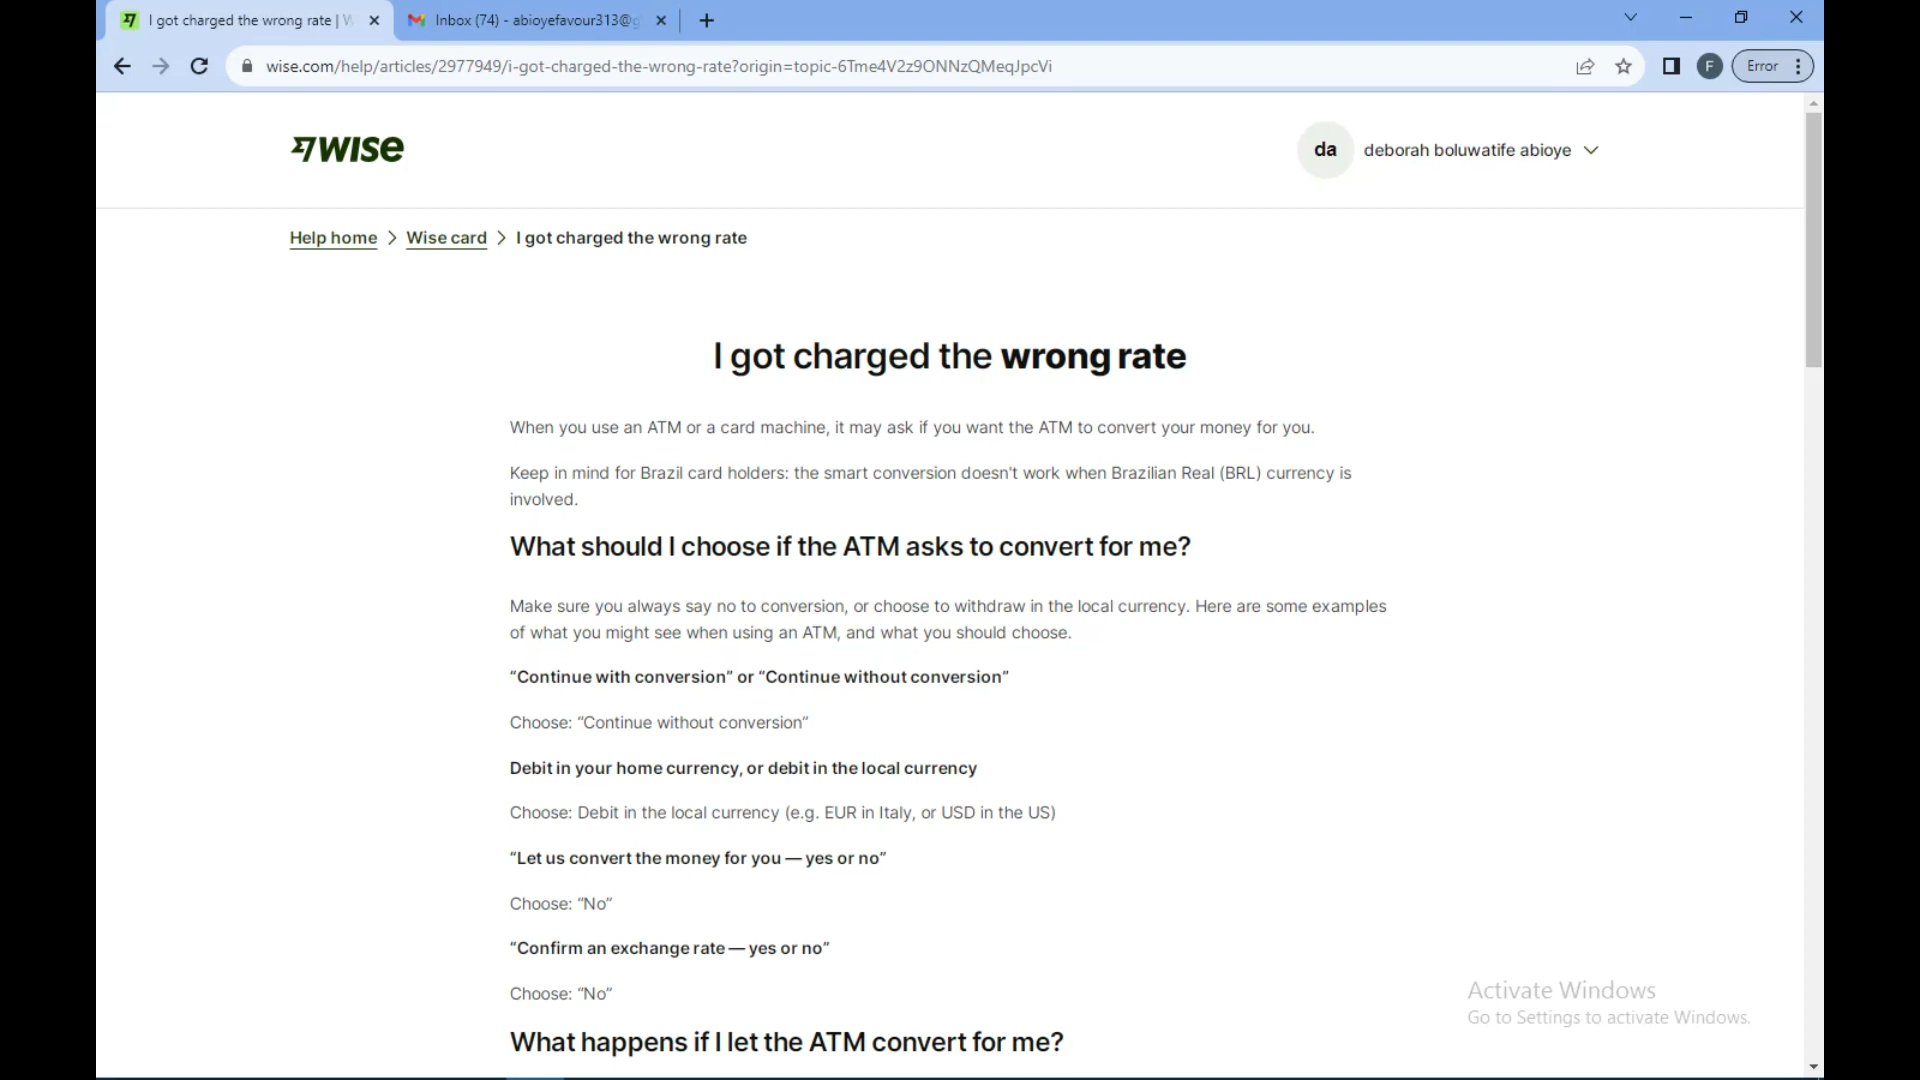 I got charged the wrong rate | W
Inbox (74) - abioyefavour313@g
wise.com/help/articles/2977949/i-got-charged-the-wrong-rate?origin=topic-6Tme4V2z9ONNzQMeqJpcVi
F
Error
WISE
da
deborah boluwatife abioye
Help home > Wise card > I got charged the wrong rate
I got charged the wrong rate
When you use an ATM or a card machine, it may ask if you want the ATM to convert your money for you.
Keep in mind for Brazil card holders: the smart conversion doesn't work when Brazilian Real (BRL) currency is
involved.
What should I choose if the ATM asks to convert for me?
Make sure you always say no to conversion, or choose to withdraw in the local currency. Here are some examples
of what you might see when using an ATM, and what you should choose.
“Continue with conversion” or “Continue without conversion”
Choose: “Continue without conversion”
Debit in your home currency, or debit in the local currency
Choose: Debit in the local currency (e.g. EUR in Italy, or USD in the US)
“Let us convert the money for you — yes or no”
Choose: “No”
“Confirm an exchange rate — yes or no”
Choose: “No”
What happens if I let the ATM convert for me?
Activate Windows
Go to Settings to activate Windows.